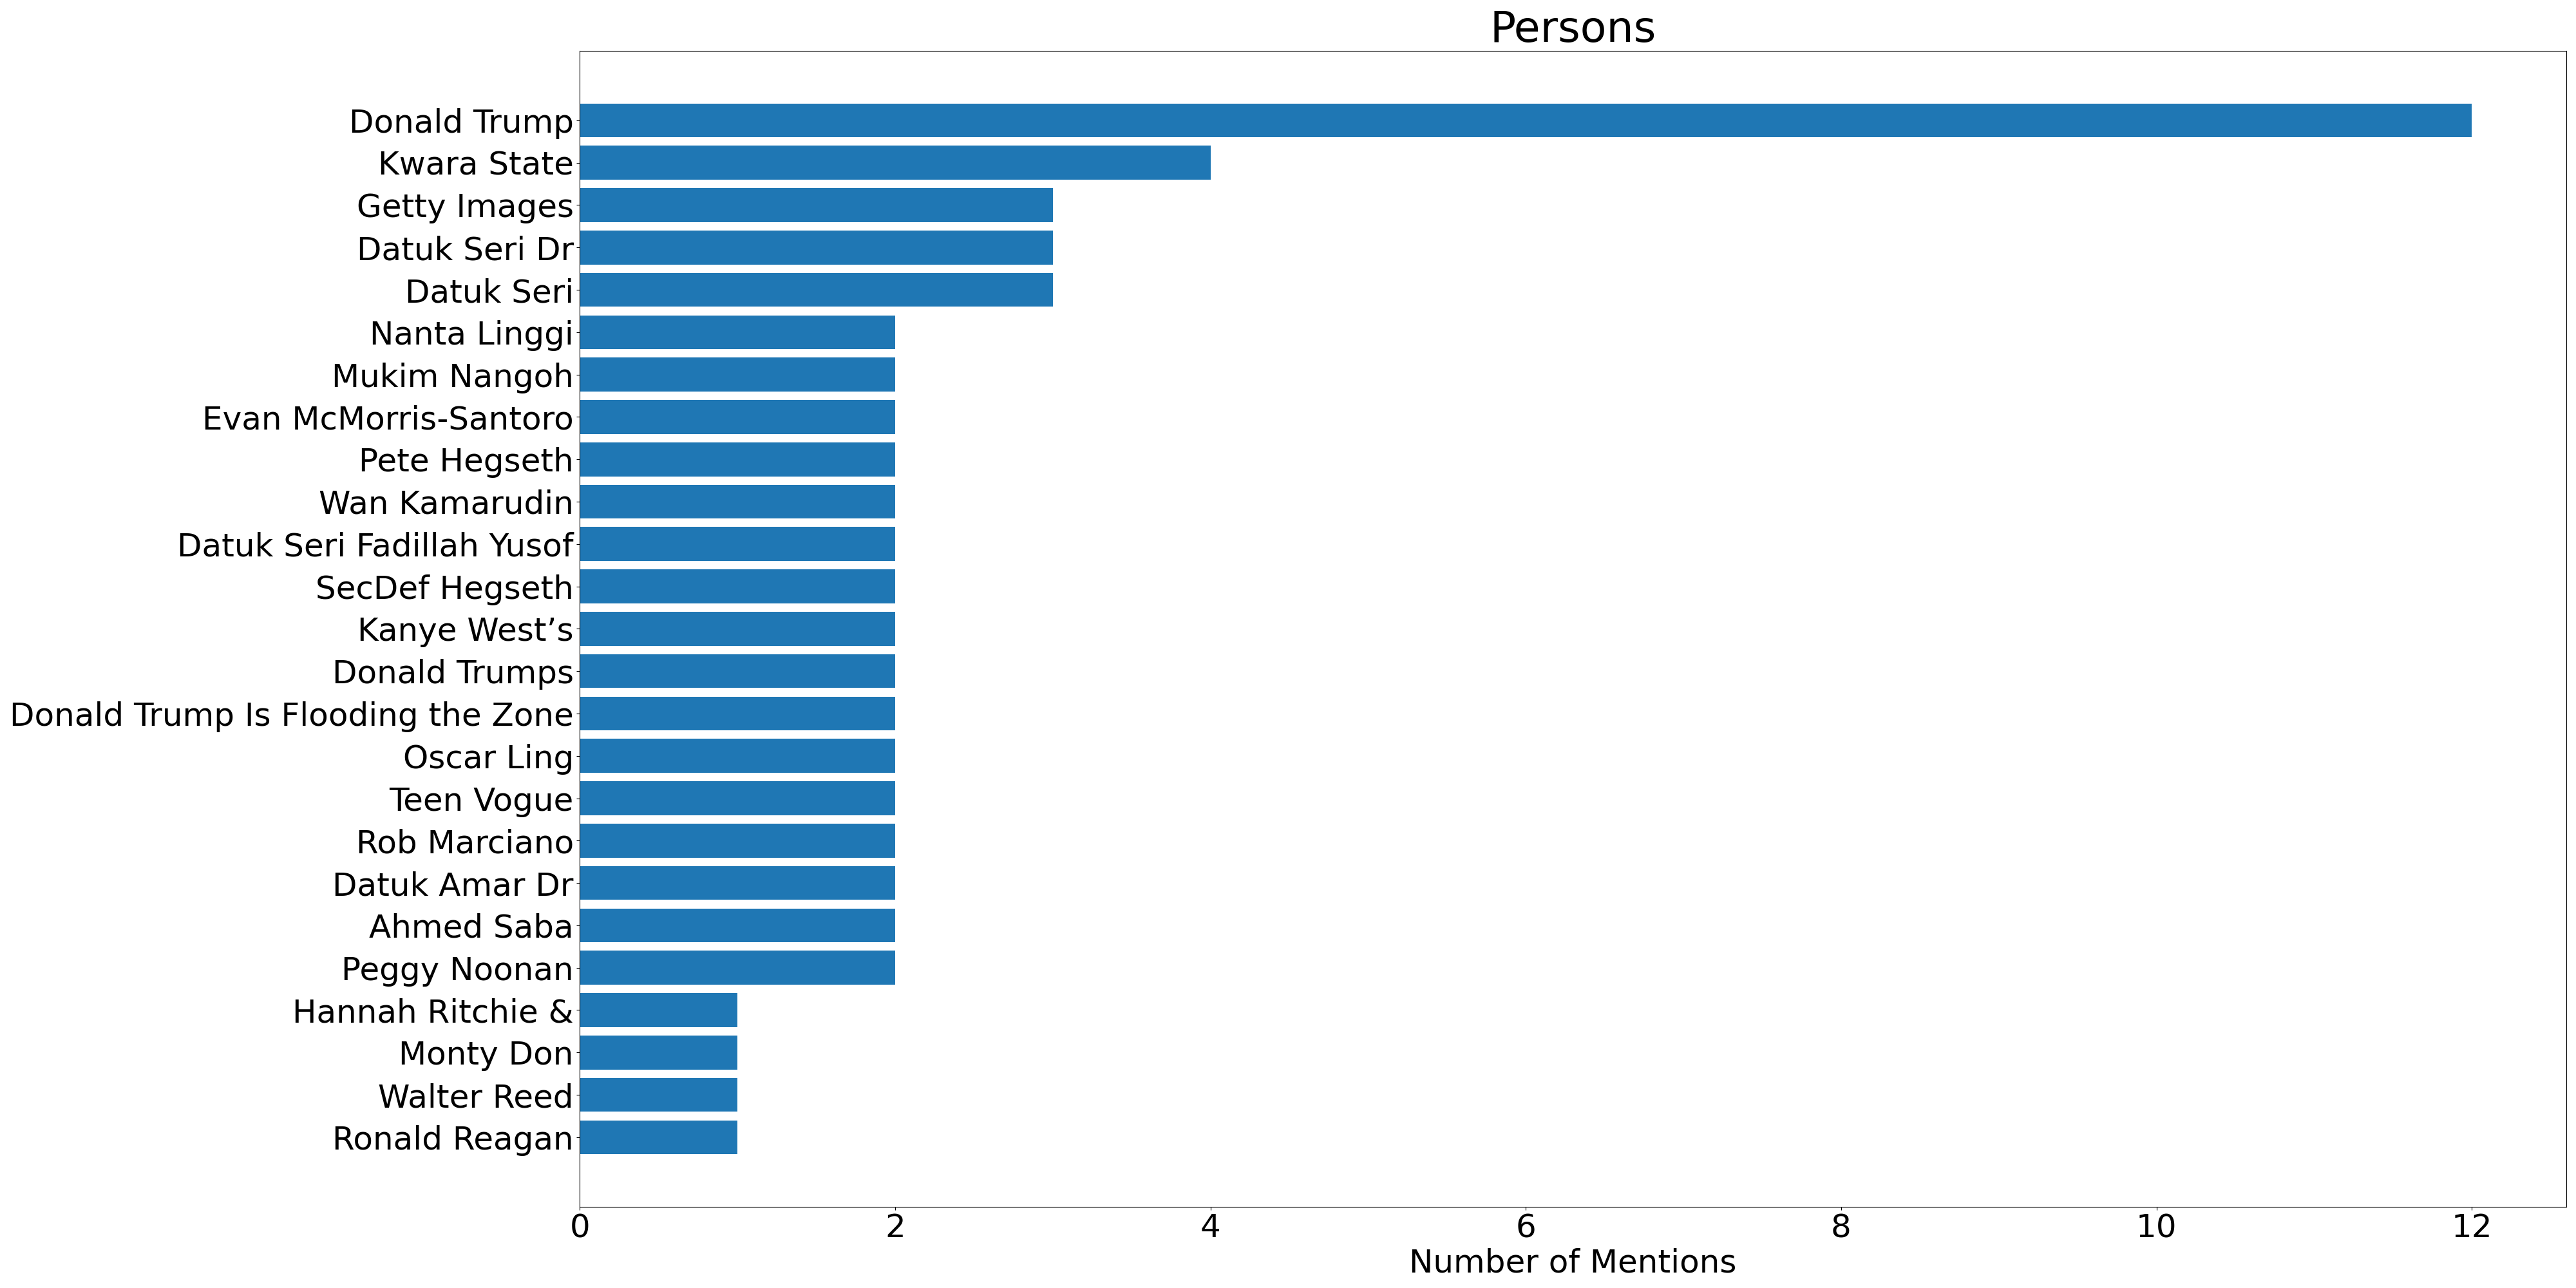 Persons
Donald Trump
Kwara State
Getty Images
Datuk Seri Dr
Datuk Seri
Nanta Linggi
Mukim Nangoh
Evan McMorris-Santoro
Pete Hegseth
Wan Kamarudin
Datuk Seri Fadillah Yusof
SecDef Hegseth
Kanye West’s
Donald Trumps
Donald Trump Is Flooding the Zone
Oscar Ling
Teen Vogue
Rob Marciano
Datuk Amar Dr
Ahmed Saba
Peggy Noonan
Hannah Ritchie &
Monty Don
Walter Reed
Ronald Reagan
0 2 4 6 8 10 12
Number of Mentions